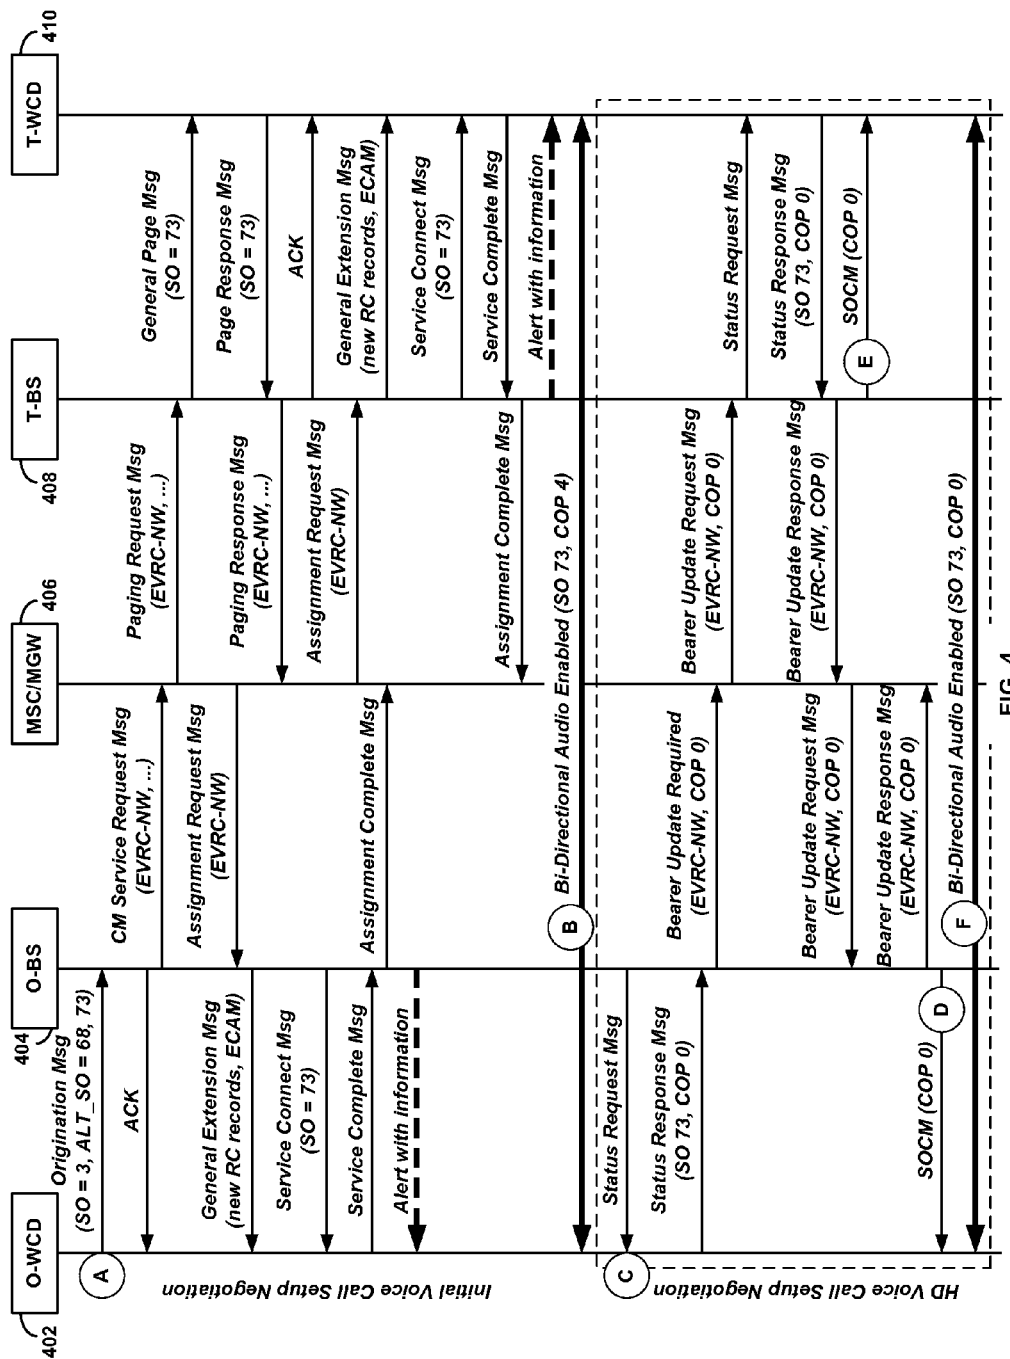 402
O-WCD
404
O-BS
MSC/MGW
406
408
T-BS
T-WCD
410
Initial Voice Call Setup Negotiation
A
Origination Msg
(SO = 3, ALT_SO = 68, 73)
ACK
CM Service Request Msg
(EVRC-NW, ...)
Paging Request Msg
(EVRC-NW, ...)
General Page Msg
(SO = 73)
Assignment Request Msg
(EVRC-NW)
Page Response Msg
(SO = 73)
General Extension Msg
(new RC records, ECAM)
Paging Response Msg
(EVRC-NW, ...)
ACK
Service Connect Msg
(SO = 73)
Assignment Request Msg
(EVRC-NW)
General Extension Msg
(new RC records, ECAM)
Service Complete Msg
Assignment Complete Msg
Service Connect Msg
(SO = 73)
Alert with information
Service Complete Msg
Assignment Complete Msg
Alert with information
B
Bi-Directional Audio Enabled (SO 73, COP 4)
HD Voice Call Setup Negotiation
C
Status Request Msg
Status Response Msg
(SO 73, COP 0)
Bearer Update Required
(EVRC-NW, COP 0)
Bearer Update Request Msg
(EVRC-NW, COP 0)
Status Request Msg
Status Response Msg
(SO 73, COP 0)
Bearer Update Response Msg
(EVRC-NW, COP 0)
E
SOCM (COP 0)
Bearer Update Request Msg
(EVRC-NW, COP 0)
Bearer Update Response Msg
(EVRC-NW, COP 0)
D
SOCM (COP 0)
F
Bi-Directional Audio Enabled (SO 73, COP 0)
FIG. 4